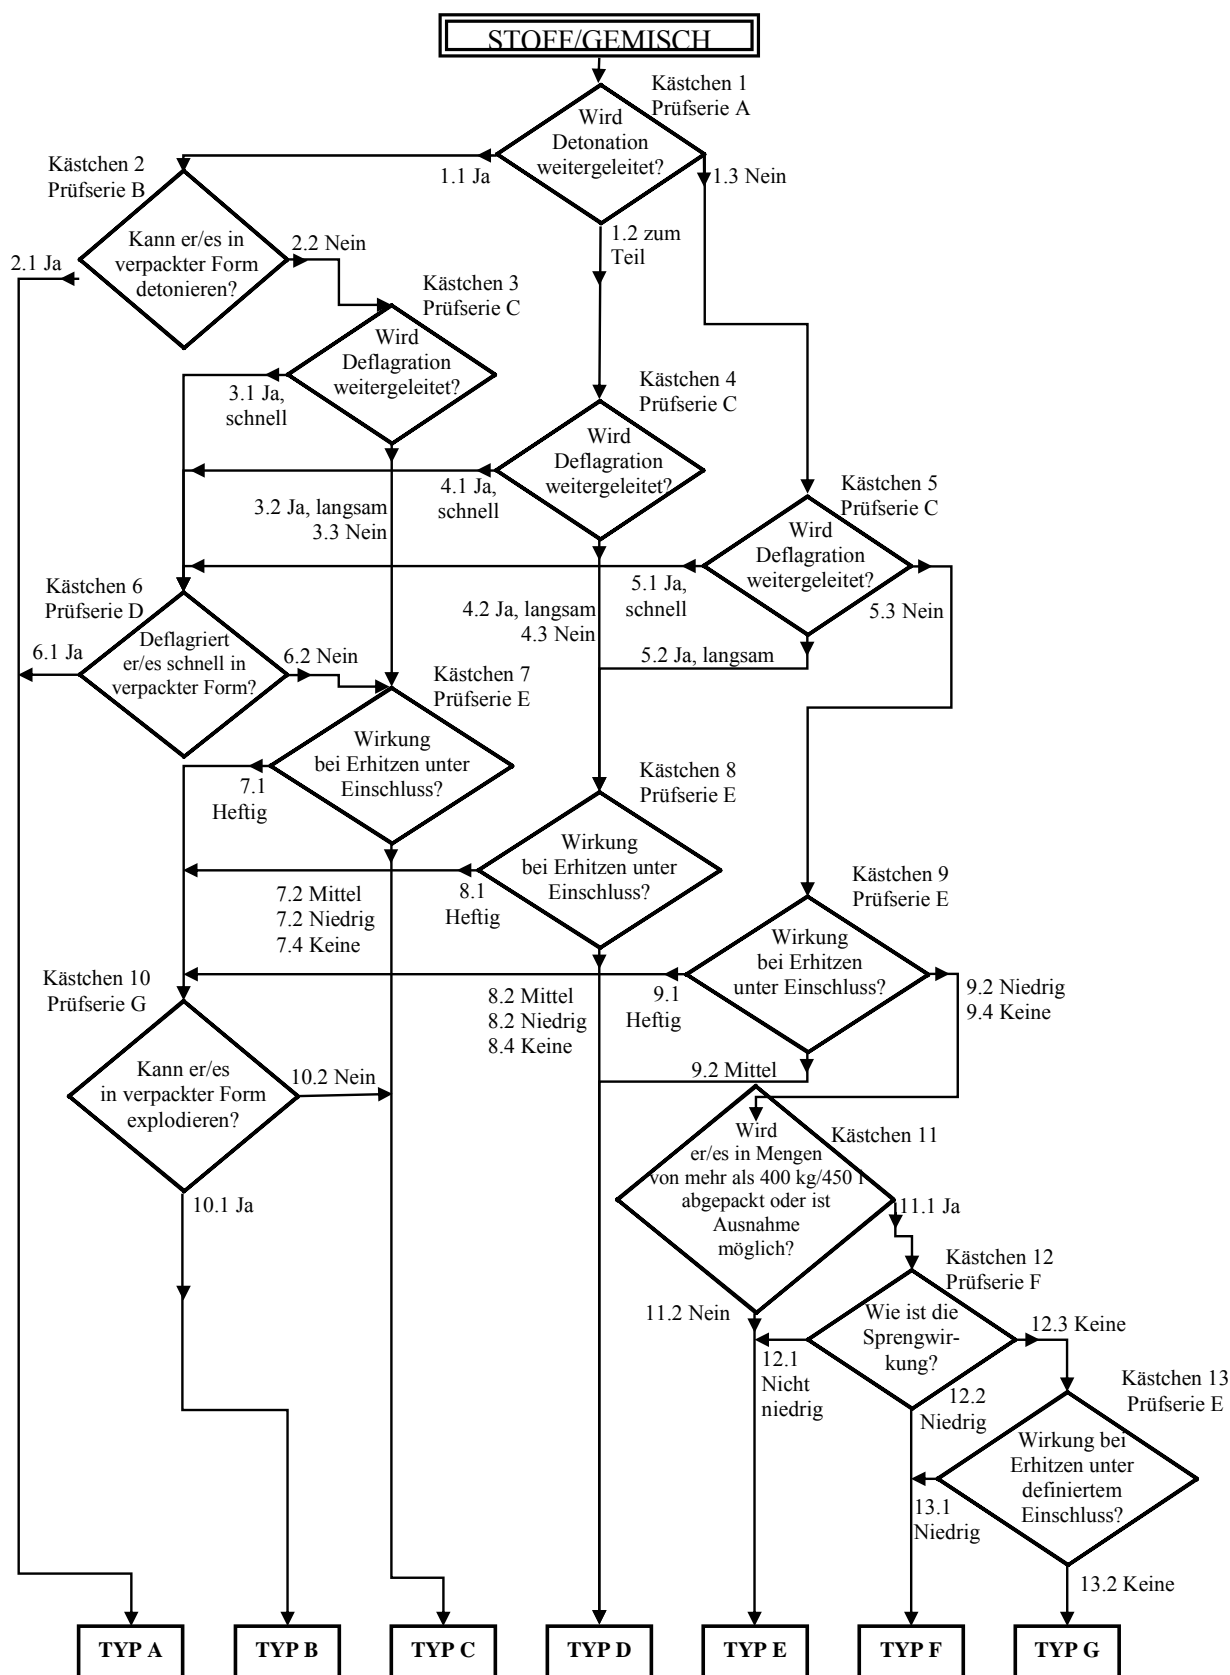 STOFF/GEMISCH
Kästchen 1
Prüfserie A
Wird
Detonation
weitergeleitet?
1.1 Ja
1.3 Nein
1.2 zum
Teil
Kästchen 2
Prüfserie B
Kann er/es in
verpackter Form
detonieren?
2.1 Ja
2.2 Nein
Kästchen 3
Prüfserie C
Wird
Deflagration
weitergeleitet?
3.1 Ja,
schnell
3.2 Ja, langsam
3.3 Nein
Kästchen 4
Prüfserie C
Wird
Deflagration
weitergeleitet?
4.1 Ja,
schnell
4.2 Ja, langsam
4.3 Nein
Kästchen 5
Prüfserie C
Wird
Deflagration
weitergeleitet?
5.1 Ja,
schnell
5.3 Nein
5.2 Ja, langsam
Kästchen 6
Prüfserie D
Deflagriert
er/es schnell in
verpackter Form?
6.1 Ja
6.2 Nein
Kästchen 7
Prüfserie E
Wirkung
bei Erhitzen unter
Einschluss?
7.1
Heftig
7.2 Mittel
7.2 Niedrig
7.4 Keine
Kästchen 8
Prüfserie E
Wirkung
bei Erhitzen unter
Einschluss?
8.1
Heftig
8.2 Mittel
8.2 Niedrig
8.4 Keine
Kästchen 9
Prüfserie E
Wirkung
bei Erhitzen
unter Einschluss?
9.1
Heftig
9.2 Niedrig
9.4 Keine
9.2 Mittel
Kästchen 10
Prüfserie G
Kann er/es
in verpackter Form
explodieren?
10.2 Nein
10.1 Ja
Kästchen 11
Wird
er/es in Mengen
von mehr als 400 kg/450 l
abgepackt oder ist
Ausnahme
möglich?
11.1 Ja
11.2 Nein
Kästchen 12
Prüfserie F
Wie ist die
Sprengwir-
kung?
12.1
Nicht
niedrig
12.2
Niedrig
12.3 Keine
Kästchen 13
Prüfserie E
Wirkung bei
Erhitzen unter
definiertem
Einschluss?
13.1
Niedrig
13.2 Keine
TYP A
TYP B
TYP C
TYP D
TYP E
TYP F
TYP G